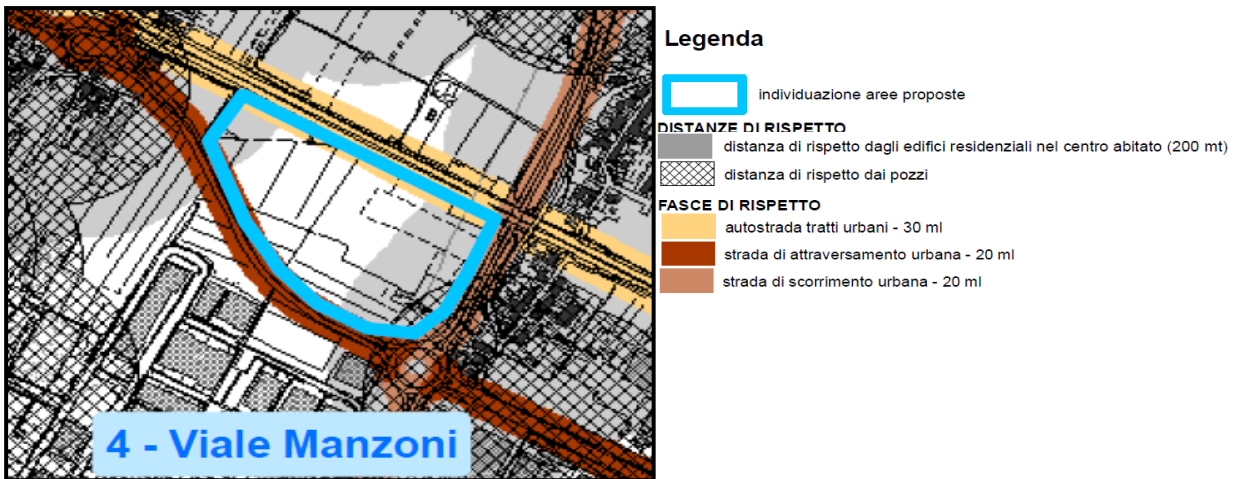 Legenda
individuazione aree proposte
DISTANZE DI RISPETTO
distanza di rispetto dagli edifici residenziali nel centro abitato (200 mt)
distanza di rispetto dai pozzi
FASCE DI RISPETTO
autostrada tratti urbani - 30 ml
strada di attraversamento urbana - 20 ml
strada di scorrimento urbana - 20 ml
4 - Viale Manzoni